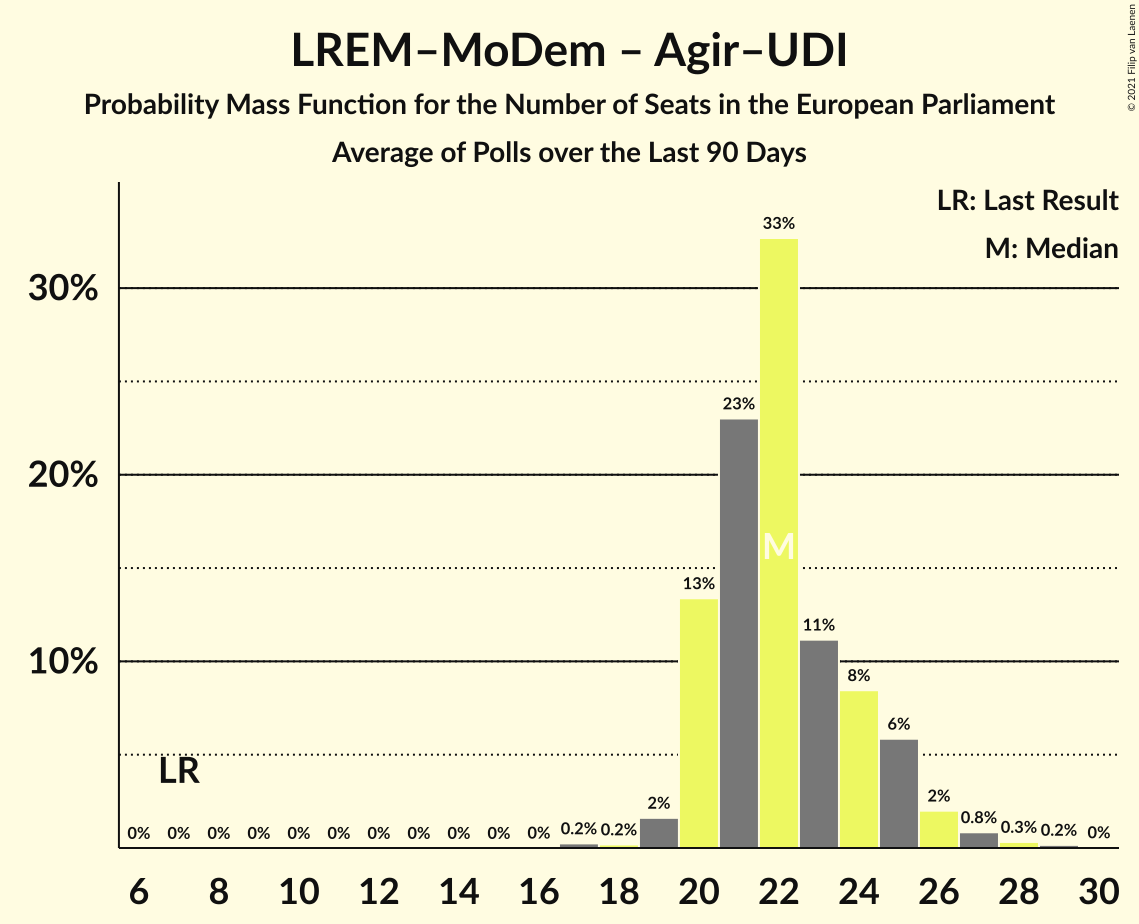 LREM–MoDem – Agir–UDI
Probability Mass Function for the Number of Seats in the European Parliament
Average of Polls over the Last 90 Days
© 2021 Filip van Laenen
LR: Last Result
M: Median
33%
30%
23%
20%
M
13%
11%
10%
8%
6%
LR
0% 0% 0% 0% 0% 0% 0% 0% 0% 0% 0% 0.2% 0.2% 2% 2% 0.8% 0.3% 0.2% 0%
6 8 10 12 14 16 18 20 22 24 26 28 30